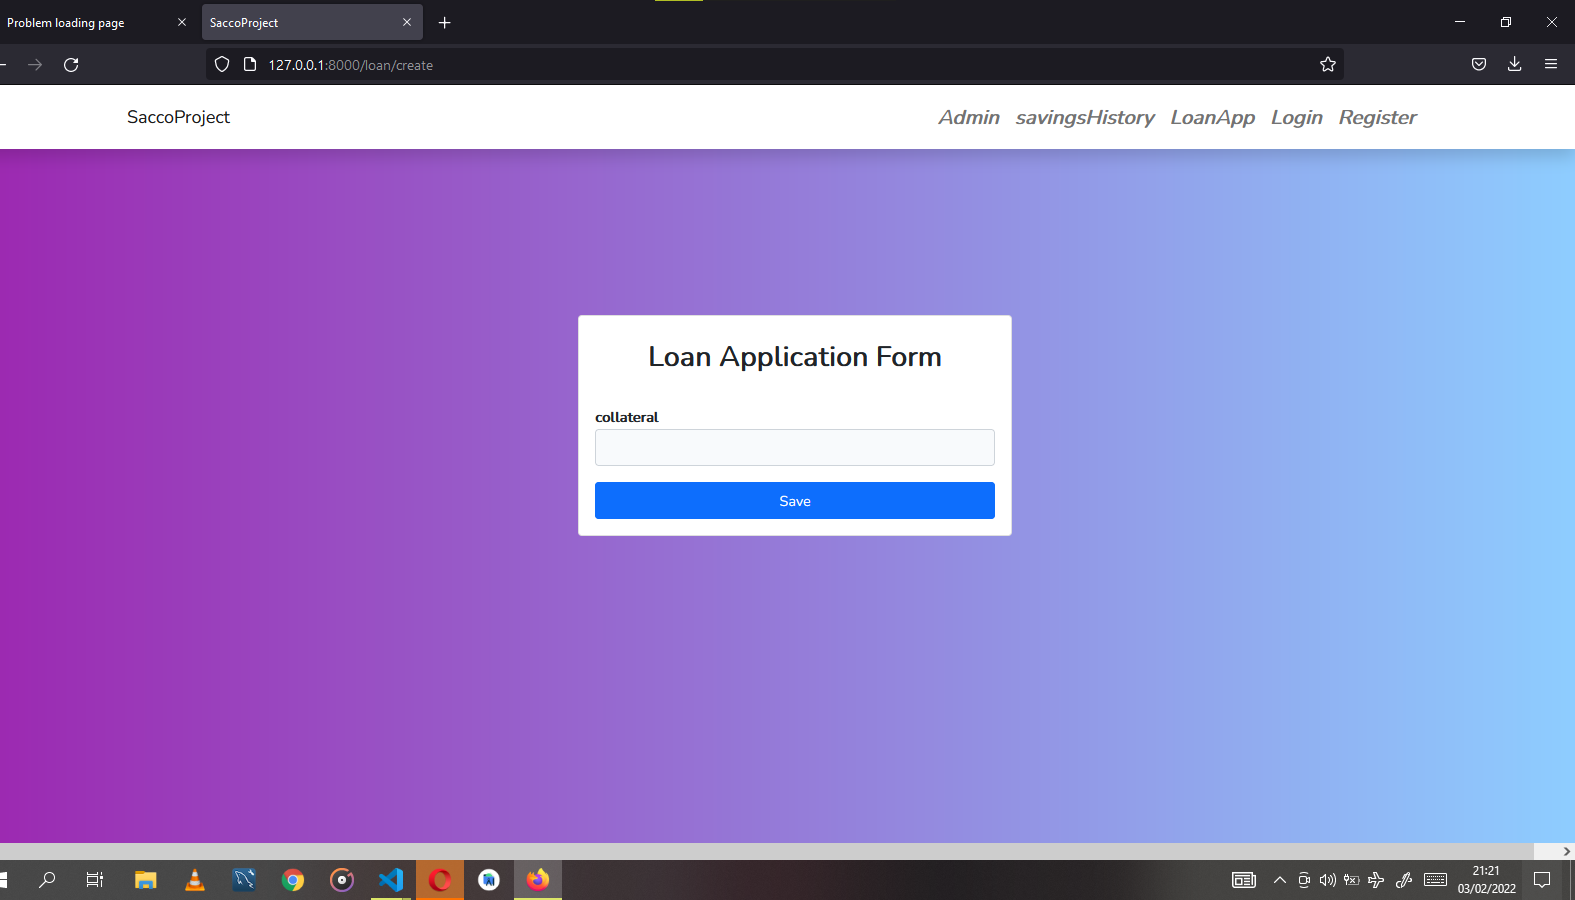 Problem loading page
SaccoProject
127.0.0.1:8000/loan/create
SaccoProject
Admin savingsHistory LoanApp Login Register
Loan Application Form
collateral
Save
21:21
03/02/2022